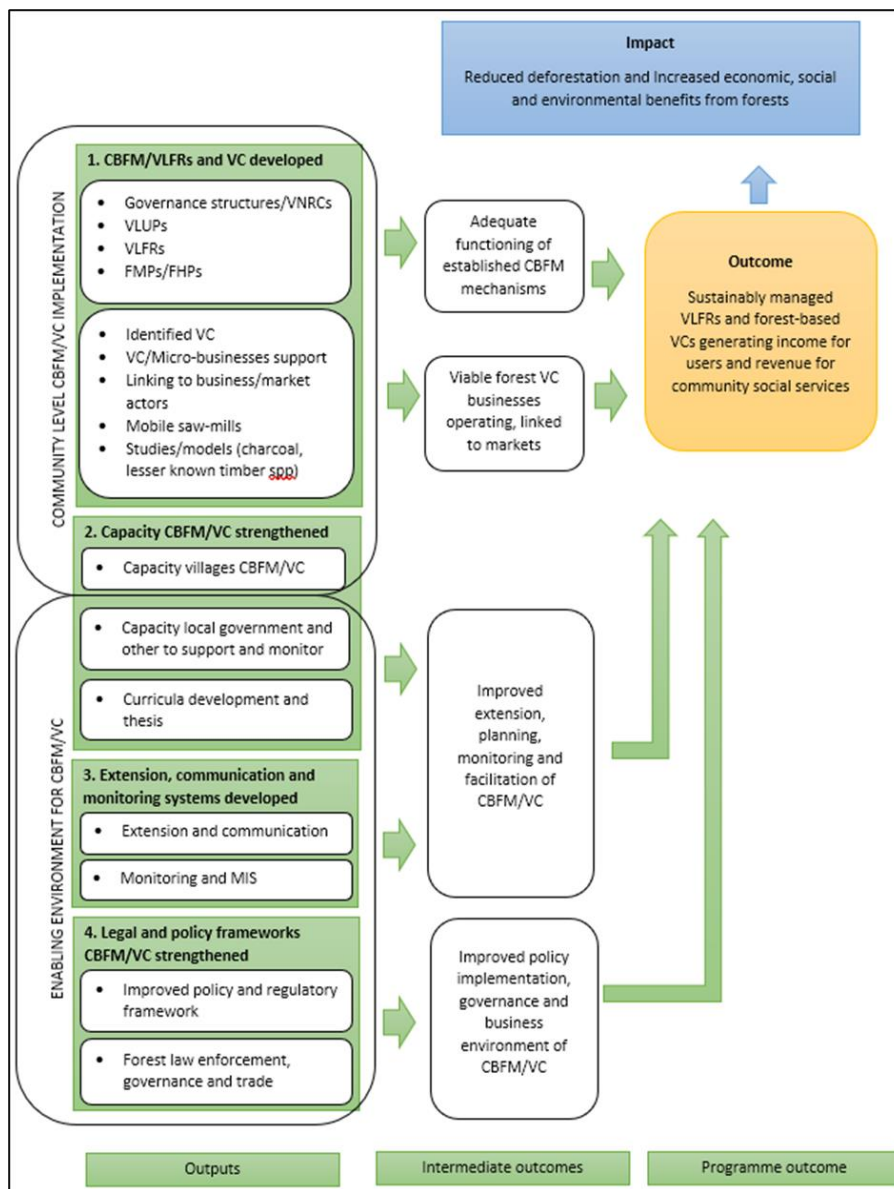 Impact
Reduced deforestation and Increased economic, social
and environmental benefits from forests
COMMUNITY LEVEL CBFM/VC IMPLEMENTATION
1. CBFM/VLFRs and VC developed
• Governance structures/VNRCs
• VLUPs
• VLFRs
• FMPs/FHPs
• Identified VC
• VC/Micro-businesses support
• Linking to business/market
actors
• Mobile saw-mills
• Studies/models (charcoal,
lesser known timber spp)
Adequate
functioning of
established CBFM
mechanisms
Viable forest VC
businesses
operating, linked
to markets
Outcome
Sustainably managed
VLFRs and forest-based
VCs generating income for
users and revenue for
community social services
2. Capacity CBFM/VC strengthened
• Capacity villages CBFM/VC
ENABLING ENVIRONMENT FOR CBFM/VC
• Capacity local government and
other to support and monitor
• Curricula development and
thesis
3. Extension, communication and
monitoring systems developed
• Extension and communication
• Monitoring and MIS
Improved
extension,
planning,
monitoring and
facilitation of
CBFM/VC
4. Legal and policy frameworks
CBFM/VC strengthened
• Improved policy and regulatory
framework
• Forest law enforcement,
governance and trade
Improved policy
implementation,
governance and
business
environment of
CBFM/VC
Outputs
Intermediate outcomes
Programme outcome